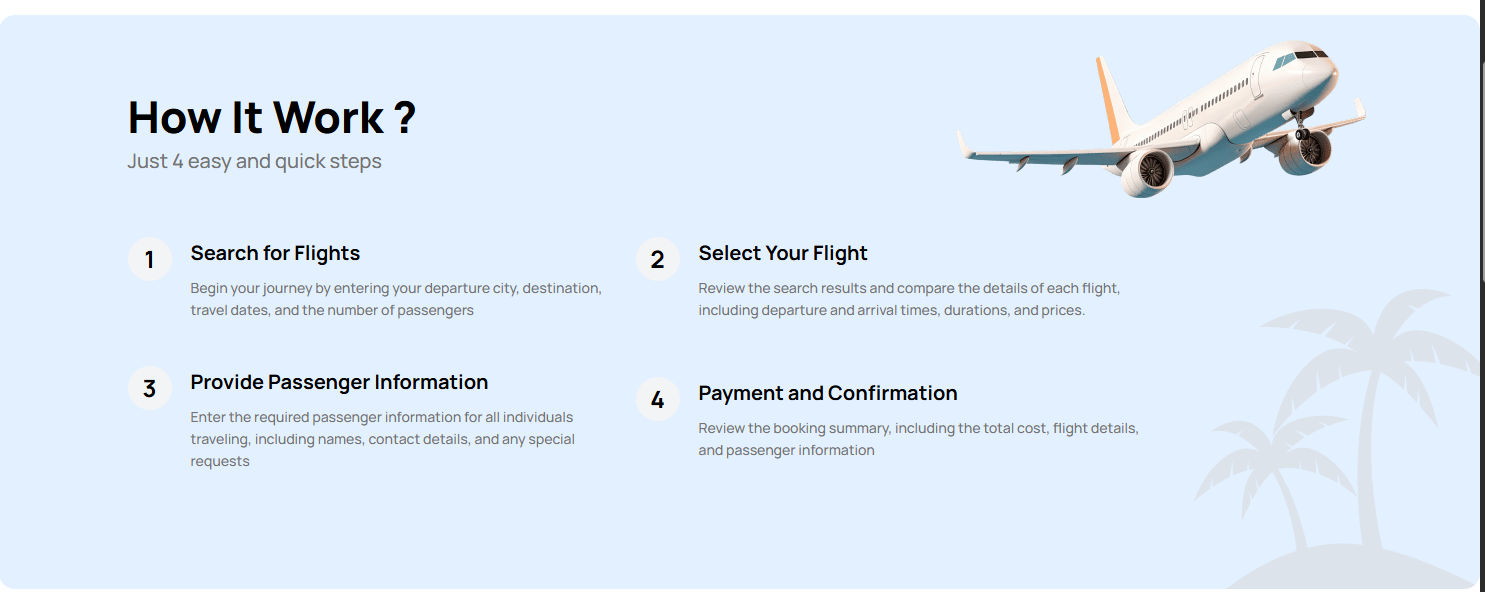 How It Work ?
Just 4 easy and quick steps
1
Search for Flights
Begin your journey by entering your departure city, destination,
travel dates, and the number of passengers
2
Select Your Flight
Review the search results and compare the details of each flight,
including departure and arrival times, durations, and prices.
3
Provide Passenger Information
Enter the required passenger information for all individuals
traveling, including names, contact details, and any special
requests
4
Payment and Confirmation
Review the booking summary, including the total cost, flight details,
and passenger information